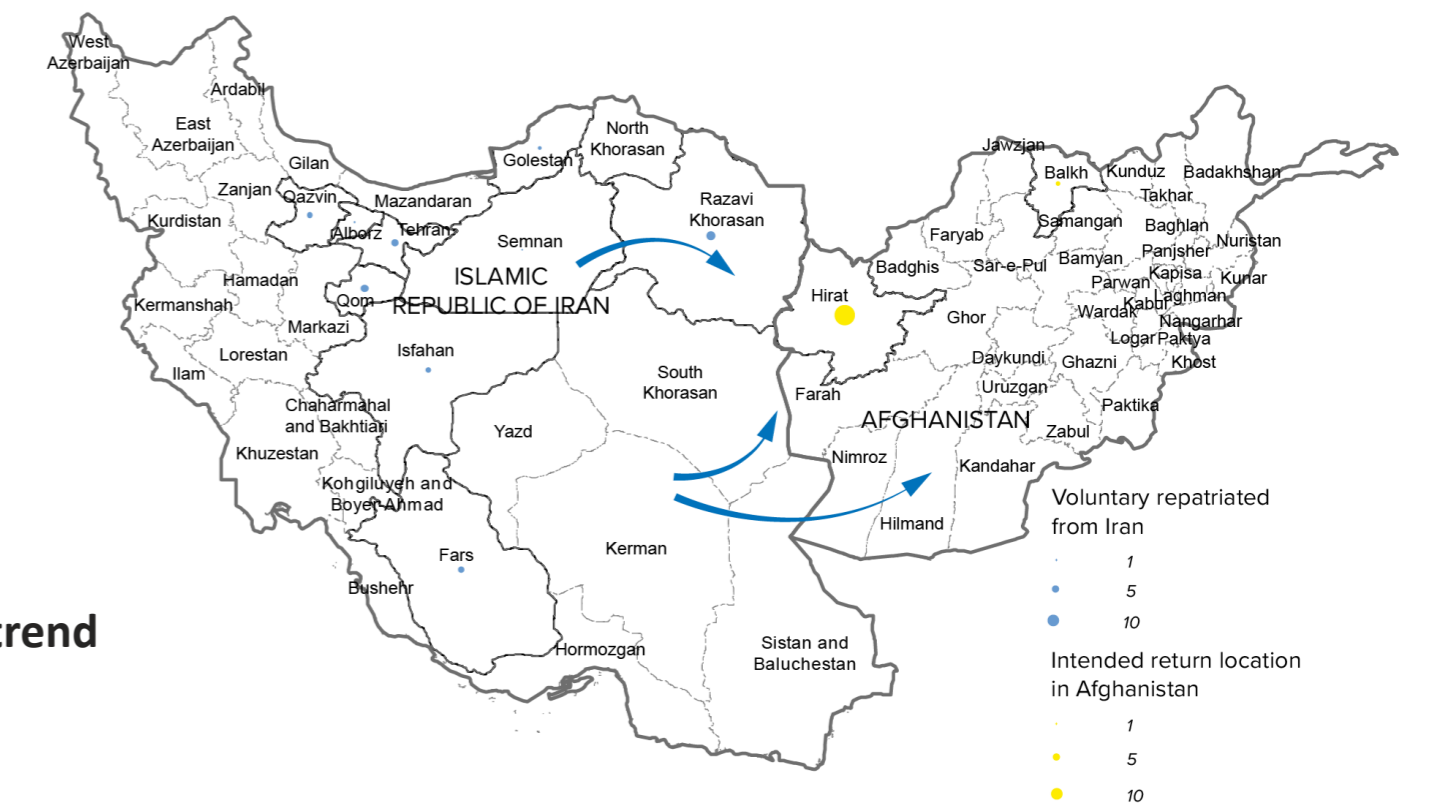 West
Azerbaijan
Ardabil
East
Azerbaijan
Gilan
Zanjan
Qazvin
Mazandaran
Kurdistan
Alborz
Tehran
Golestan
North
Khorasan
Razavi
Khorasan
Semnan
Hamadan
ISLAMIC
REPUBLIC OF IRAN
Qom
Kermanshah
Markazi
Lorestan
Isfahan
Ilam
South
Khorasan
Chaharmahal
and Bakhtiari
Khuzestan
Yazd
Kohgiluyeh and
Boyer-Ahmad
Kerman
Fars
Bushehr
Hormozgan
Sistan and
Baluchestan
Jawzjan
Balkh
Kunduz
Badakhshan
Takhar
Samangan
Baghlan
Faryab
Nuristan
Panjsher
Badghis
Sar-e-Pul
Bamyan
Kapisa
Parwan
Kunar
Hirat
Laghman
Kabul
Wardak
Ghor
Nangarhar
Logar
Paktya
Daykundi
Ghazni
Khost
Uruzgan
Farah
Paktika
AFGHANISTAN
Zabul
Nimroz
Kandahar
Hilmand
trend
Voluntary repatriated
from Iran
1
5
10
Intended return location
in Afghanistan
1
5
10